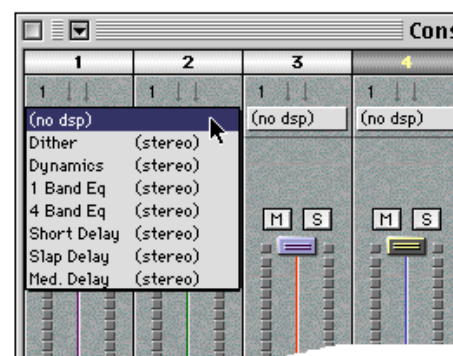 Cons
1 2 3 4
1 1 1 1
(no dsp) (no dsp) (no dsp)
Dither (stereo)
Dynamics (stereo)
1 Band Eq (stereo)
4 Band Eq (stereo)
Short Delay (stereo)
Slap Delay (stereo)
Med. Delay (stereo)
M S M S